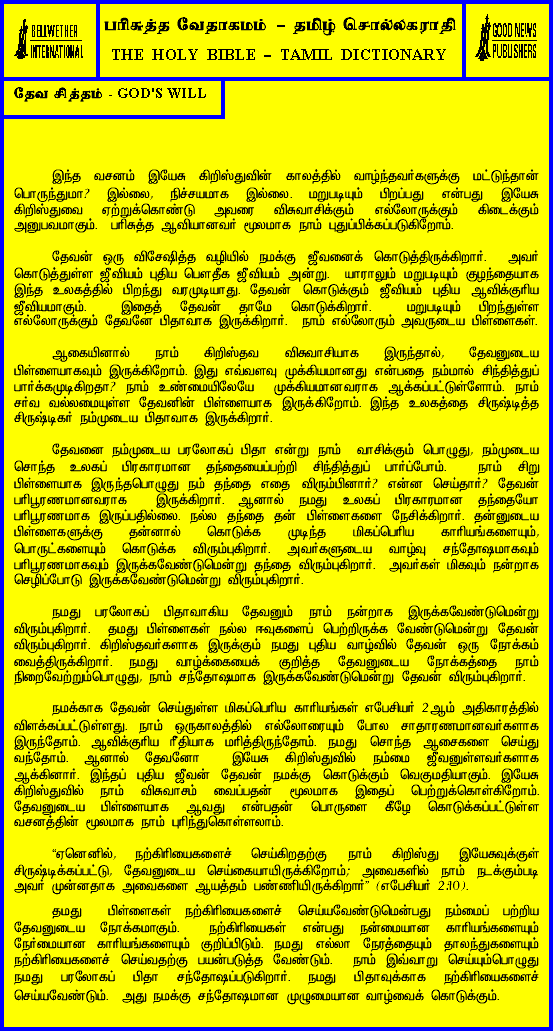 BELLWETHER
INTERNATIONAL
பரிசுத்த வேதாகமம் – தமிழ் சொல்லகராதி
THE HOLY BIBLE – TAMIL DICTIONARY
GOOD NEWS
PUBLISHERS
தேவ சித்தம் - GOD'S WILL
இந்த வசனம் இயேசு கிறிஸ்துவின் காலத்தில் வாழ்ந்தவர்களுக்கு மட்டுந்தான்
பொருந்துமா? இல்லை, நிச்சயமாக இல்லை. மறுபடியும் பிறப்பது என்பது இயேசு
கிறிஸ்துவை ஏற்றுக்கொண்டு அவரை விசுவாசிக்கும் எல்லோருக்கும் கிடைக்கும்
அனுபவமாகும். பரிசுத்த ஆவியானவர் மூலமாக நாம் புதுப்பிக்கப்படுகிறோம்.
தேவன் ஒரு விசேஷித்த வழியில் நமக்கு ஜீவனைக் கொடுத்திருக்கிறார். அவர்
கொடுத்துள்ள ஜீவியம் புதிய பௌதீக ஜீவியம் அன்று. யாராலும் மறுபடியும் குழந்தையாக
இந்த உலகத்தில் பிறந்து வரமுடியாது. தேவன் கொடுக்கும் ஜீவியம் புதிய ஆவிக்குரிய
ஜீவியமாகும். இதைத் தேவன் தாமே கொடுக்கிறார். மறுபடியும் பிறந்துள்ள
எல்லோருக்கும் தேவனே பிதாவாக இருக்கிறார். நாம் எல்லோரும் அவருடைய பிள்ளைகள்.
ஆகையினால் நாம் கிறிஸ்தவ விசுவாசியாக இருந்தால், தேவனுடைய
பிள்ளையாகவும் இருக்கிறோம். இது எவ்வளவு முக்கியமானது என்பதை நம்மால் சிந்தித்துப்
பார்க்கமுடிகிறதா? நாம் உண்மையிலேயே முக்கியமானவராக ஆக்கப்பட்டுள்ளோம். நாம்
சர்வ வல்லமையுள்ள தேவனின் பிள்ளையாக இருக்கிறோம். இந்த உலகத்தை சிருஷ்டித்த
சிருஷ்டிகர் நம்முடைய பிதாவாக இருக்கிறார்.
தேவனை நம்முடைய பரலோகப் பிதா என்று நாம் வாசிக்கும் பொழுது, நம்முடைய
சொந்த உலகப் பிரகாரமான தந்தையைப்பற்றி சிந்தித்துப் பார்ப்போம். நாம் சிறு
பிள்ளையாக இருந்தபொழுது நம் தந்தை எதை விரும்பினார்? என்ன செய்தார்? தேவன்
பரிபூரணமானவராக இருக்கிறார். ஆனால் நமது உலகப் பிரகாரமான தந்தையோ
பரிபூரணமாக இருப்பதில்லை. நல்ல தந்தை தன் பிள்ளைகளை நேசிக்கிறார். தன்னுடைய
பிள்ளைகளுக்கு தன்னால் கொடுக்க முடிந்த மிகப்பெரிய காரியங்களையும்,
பொருட்களையும் கொடுக்க விரும்புகிறார். அவர்களுடைய வாழ்வு சந்தோஷமாகவும்
பரிபூரணமாகவும் இருக்கவேண்டுமென்று தந்தை விரும்புகிறார். அவர்கள் மிகவும் நன்றாக
செழிப்போடு இருக்கவேண்டுமென்று விரும்புகிறார்.
நமது பரலோகப் பிதாவாகிய தேவனும் நாம் நன்றாக இருக்கவேண்டுமென்று
விரும்புகிறார். தமது பிள்ளைகள் நல்ல ஈவுகளைப் பெற்றிருக்க வேண்டுமென்று தேவன்
விரும்புகிறார். கிறிஸ்தவர்களாக இருக்கும் நமது புதிய வாழ்வில் தேவன் ஒரு நோக்கம்
வைத்திருக்கிறார். நமது வாழ்க்கையைக் குறித்த தேவனுடைய நோக்கத்தை நாம்
நிறைவேற்றும்பொழுது, நாம் சந்தோஷமாக இருக்கவேண்டுமென்று தேவன் விரும்புகிறார்.
நமக்காக தேவன் செய்துள்ள மிகப்பெரிய காரியங்கள் எபேசியர் 2ஆம் அதிகாரத்தில்
விளக்கப்பட்டுள்ளது. நாம் ஒருகாலத்தில் எல்லோரையும் போல சாதாரணமானவர்களாக
இருந்தோம். ஆவிக்குரிய ரீதியாக மரித்திருந்தோம். நமது சொந்த ஆசைகளை செய்து
வந்தோம். ஆனால் தேவனோ இயேசு கிறிஸ்துவில் நம்மை ஜீவனுள்ளவர்களாக
ஆக்கினார். இந்தப் புதிய ஜீவன் தேவன் நமக்கு கொடுக்கும் வெகுமதியாகும். இயேசு
கிறிஸ்துவில் நாம் விசுவாசம் வைப்பதன் மூலமாக இதைப் பெற்றுக்கொள்கிறோம்.
தேவனுடைய பிள்ளையாக ஆவது என்பதன் பொருளை கீழே கொடுக்கப்பட்டுள்ள
வசனத்தின் மூலமாக நாம் புரிந்துகொள்ளலாம்.
“ஏனெனில், நற்கிரியைகளைச் செய்கிறதற்கு நாம் கிறிஸ்து இயேசுவுக்குள்
சிருஷ்டிக்கப்பட்டு, தேவனுடைய செய்கையாயிருக்கிறோம்; அவைகளில் நாம் நடக்கும்படி
அவர் முன்னதாக அவைகளை ஆயத்தம் பண்ணியிருக்கிறார்” (எபேசியர் 2:10).
தமது பிள்ளைகள் நற்கிரியைகளைச் செய்யவேண்டுமென்பது நம்மைப் பற்றிய
தேவனுடைய நோக்கமாகும். நற்கிரியைகள் என்பது நன்மையான காரியங்களையும்
நேர்மையான காரியங்களையும் குறிப்பிடும். நமது எல்லா நேரத்தையும் தாலந்துகளையும்
நற்கிரியைகளைச் செய்வதற்கு பயன்படுத்த வேண்டும். நாம் இவ்வாறு செய்யும்பொழுது
நமது பரலோகப் பிதா சந்தோஷப்படுகிறார். நமது பிதாவுக்காக நற்கிரியைகளைச்
செய்யவேண்டும். அது நமக்கு சந்தோஷமான முழுமையான வாழ்வைக் கொடுக்கும்.